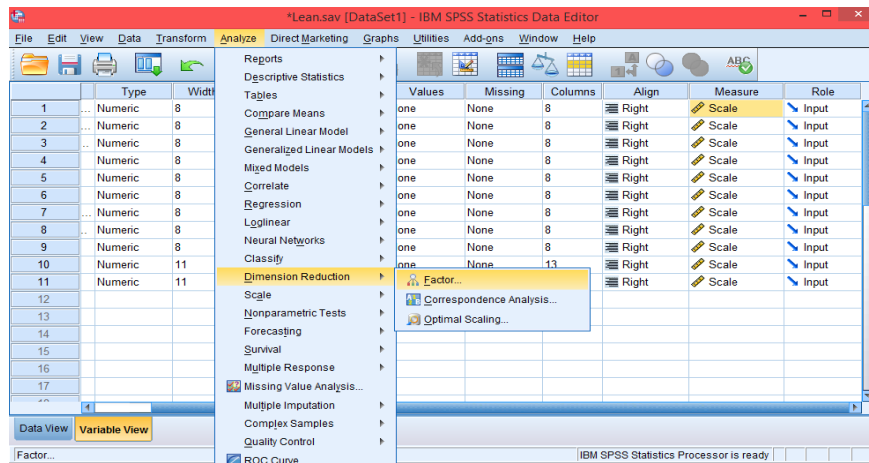 *Lean.sav [DataSet1] - IBM SPSS Statistics Data Editor
File Edit View Data Transform Analyze Direct Marketing Graphs Utilities Add-ons Window Help
Type Width Values Missing Columns Align Measure Role
1 ... Numeric 8 one None 8 Right Scale Input
2 ... Numeric 8 one None 8 Right Scale Input
3 .. Numeric 8 one None 8 Right Scale Input
4 Numeric 8 one None 8 Right Scale Input
5 Numeric 8 one None 8 Right Scale Input
6 Numeric 8 one None 8 Right Scale Input
7 ... Numeric 8 one None 8 Right Scale Input
8 .. Numeric 8 one None 8 Right Scale Input
9 Numeric 8 one None 8 Right Scale Input
10 Numeric 11 one None 13 Right Scale Input
11 Numeric 11 Right Scale Input
12
13
14
15
16
17
Reports
Descriptive Statistics
Tables
Compare Means
General Linear Model
Generalized Linear Models
Mixed Models
Correlate
Regression
Loglinear
Neural Networks
Classify
Dimension Reduction
Scale
Nonparametric Tests
Forecasting
Survival
Multiple Response
Missing Value Analysis...
Multiple Imputation
Complex Samples
Quality Control
ROC Curve
Factor...
Correspondence Analysis...
Optimal Scaling...
Data View Variable View
Factor... IBM SPSS Statistics Processor is ready